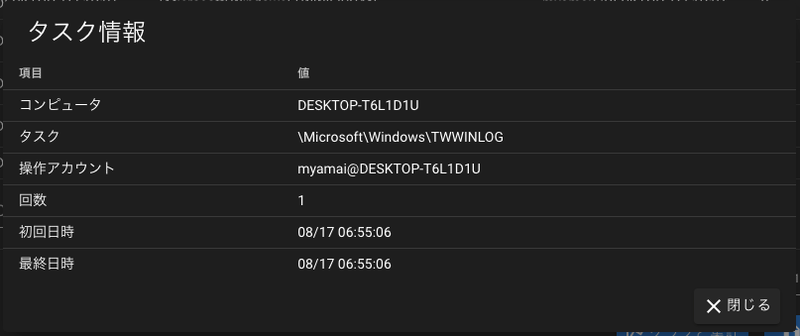 タスク情報
項目 値
コンピュータ DESKTOP-T6L1D1U
タスク \Microsoft\Windows\TWWINLOG
操作アカウント myamai@DESKTOP-T6L1D1U
回数 1
初回日時 08/17 06:55:06
最終日時 08/17 06:55:06
閉じる